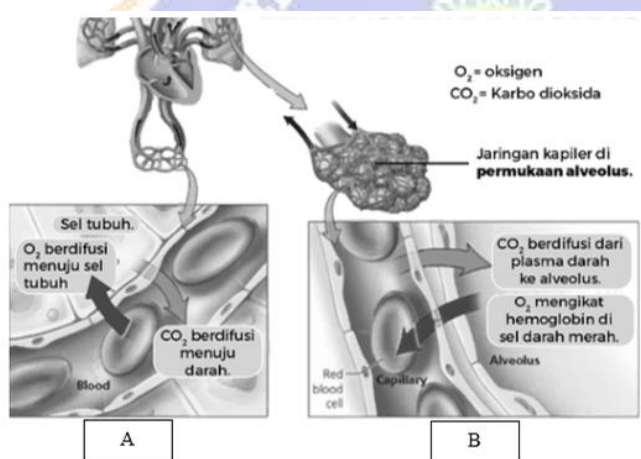 O₂= oksigen
CO₂= Karbo dioksida
Jaringan kapiler di
permukaan alveolus.
Sel tubuh.
O₂ berdifusi
menuju sel
tubuh
CO₂ berdifusi
menuju
darah.
Blood
CO₂ berdifusi dari
plasma darah
ke alveolus.
O₂ mengikat
hemoglobin di
sel darah merah.
Alveolus
Red
blood
cell
Capillary
A
B